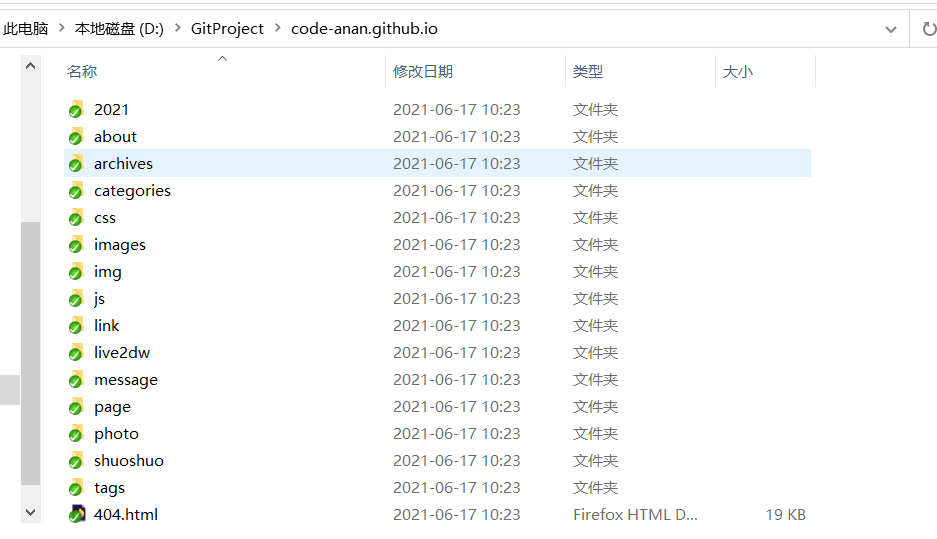 此电脑 > 本地磁盘 (D:) > GitProject > code-anan.github.io
名称 修改日期 类型 大小
2021 2021-06-17 10:23 文件夹
about 2021-06-17 10:23 文件夹
archives 2021-06-17 10:23 文件夹
categories 2021-06-17 10:23 文件夹
css 2021-06-17 10:23 文件夹
images 2021-06-17 10:23 文件夹
img 2021-06-17 10:23 文件夹
js 2021-06-17 10:23 文件夹
link 2021-06-17 10:23 文件夹
live2dw 2021-06-17 10:23 文件夹
message 2021-06-17 10:23 文件夹
page 2021-06-17 10:23 文件夹
photo 2021-06-17 10:23 文件夹
shuoshuo 2021-06-17 10:23 文件夹
tags 2021-06-17 10:23 文件夹
404.html 2021-06-17 10:23 Firefox HTML D... 19 KB